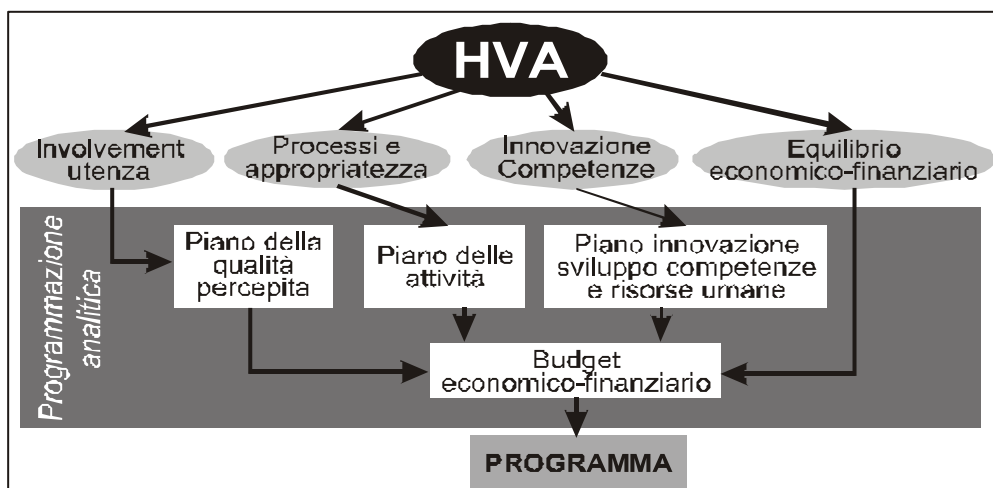 HVA
Involvement
utenza
Processi e
appropriatezza
Innovazione
Competenze
Equilibrio
economico-finanziario
Programmazione
analitica
Piano della
qualità
percepita
Piano delle
attività
Piano innovazione
sviluppo competenze
e risorse umane
Budget
economico-finanziario
PROGRAMMA